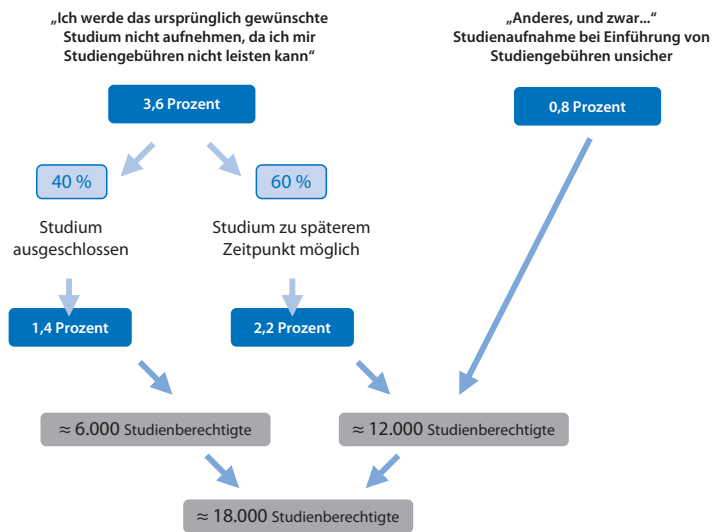 „Ich werde das ursprünglich gewünschte
Studium nicht aufnehmen, da ich mir
Studiengebühren nicht leisten kann“
„Anderes, und zwar...“
Studienaufnahme bei Einführung von
Studiengebühren unsicher
3,6 Prozent
0,8 Prozent
40 %
60 %
Studium
ausgeschlossen
Studium zu späterem
Zeitpunkt möglich
1,4 Prozent
2,2 Prozent
≈ 6.000 Studienberechtigte
≈ 12.000 Studienberechtigte
≈ 18.000 Studienberechtigte